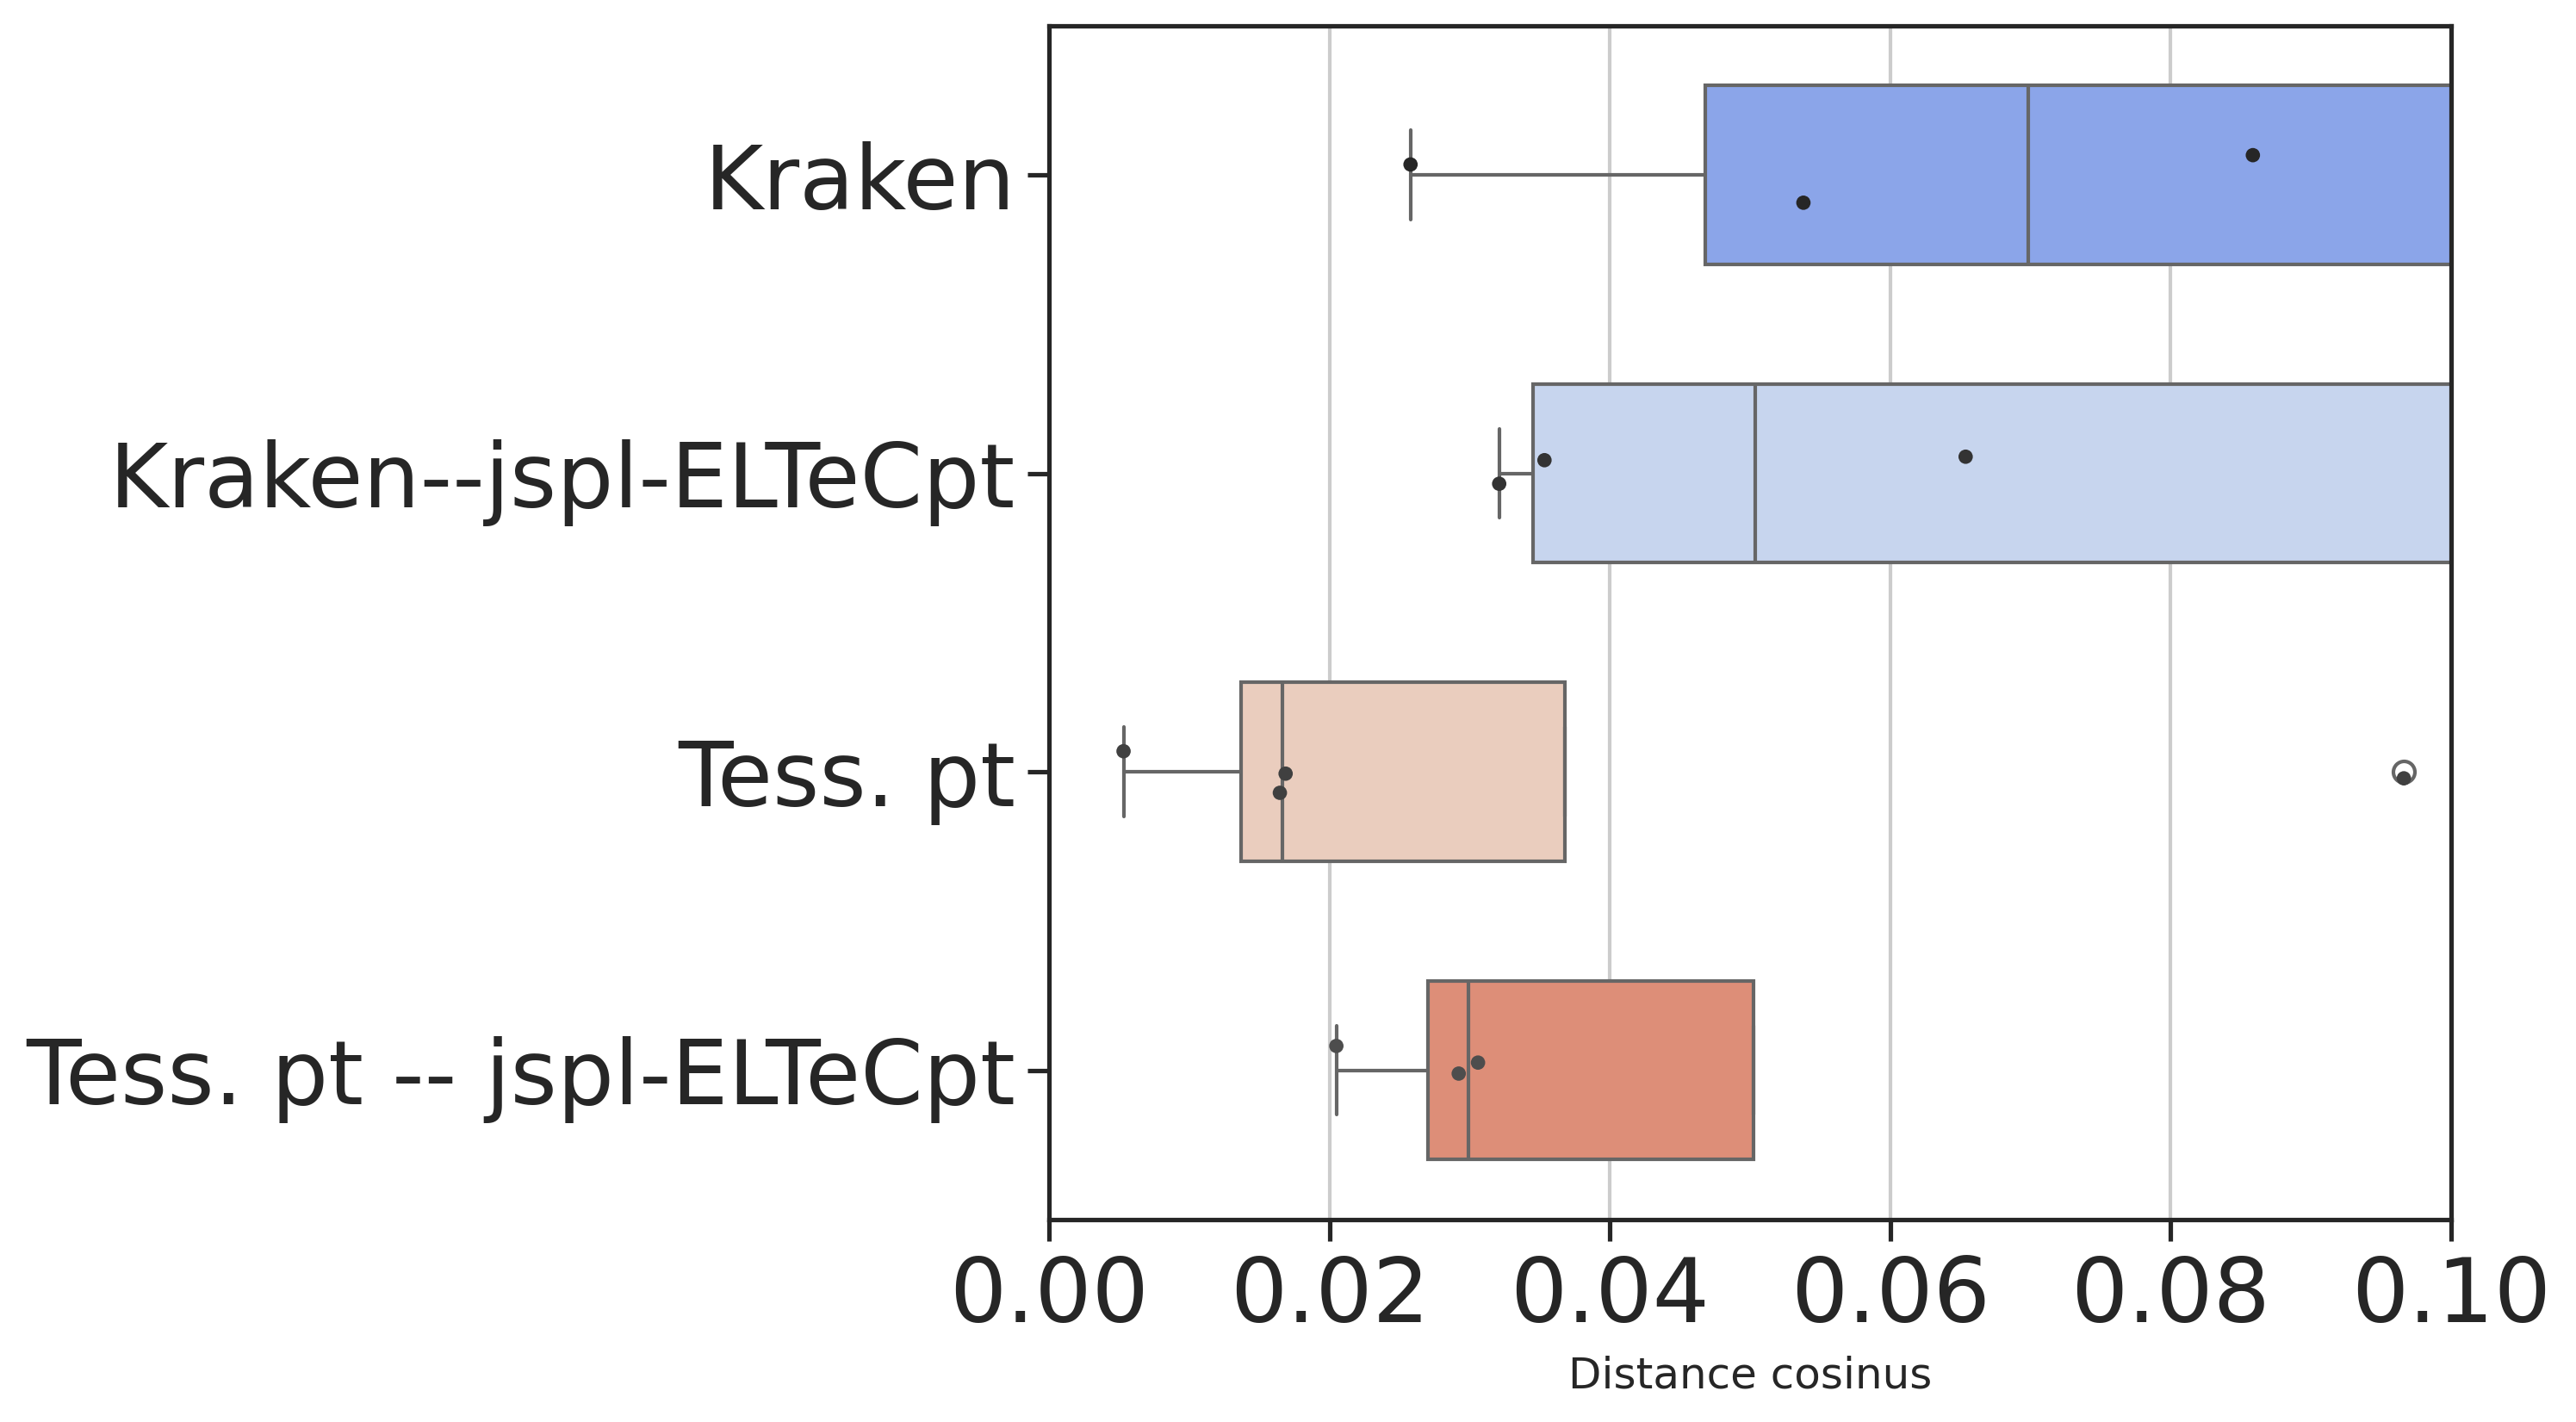 Kraken
Kraken--jspl-ELTeCpt
Tess. pt
Tess. pt -- jspl-ELTeCpt
0.00 0.02 0.04 0.06 0.08 0.10
Distance cosinus